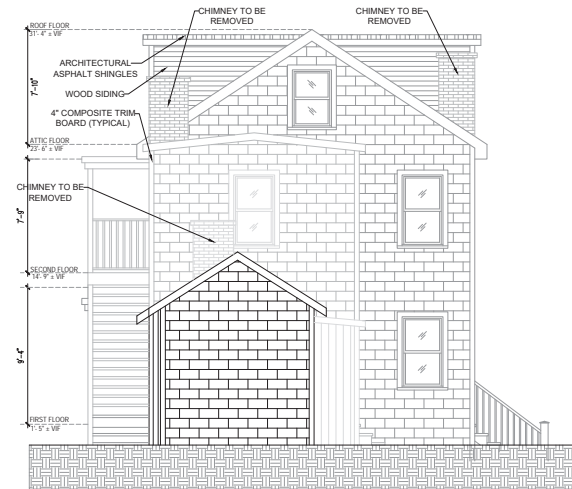 CHIMNEY TO BE
REMOVED
CHIMNEY TO BE
REMOVED
ROOF FLOOR
31'- 4" ± VIF
ARCHITECTURAL
ASPHALT SHINGLES
7'-10"
WOOD SIDING
4" COMPOSITE TRIM
BOARD (TYPICAL)
ATTIC FLOOR
23'- 6" ± VIF
CHIMNEY TO BE
REMOVED
7'-9"
SECOND FLOOR
14'- 9" ± VIF
9'-4"
FIRST FLOOR
1'- 5" ± VIF